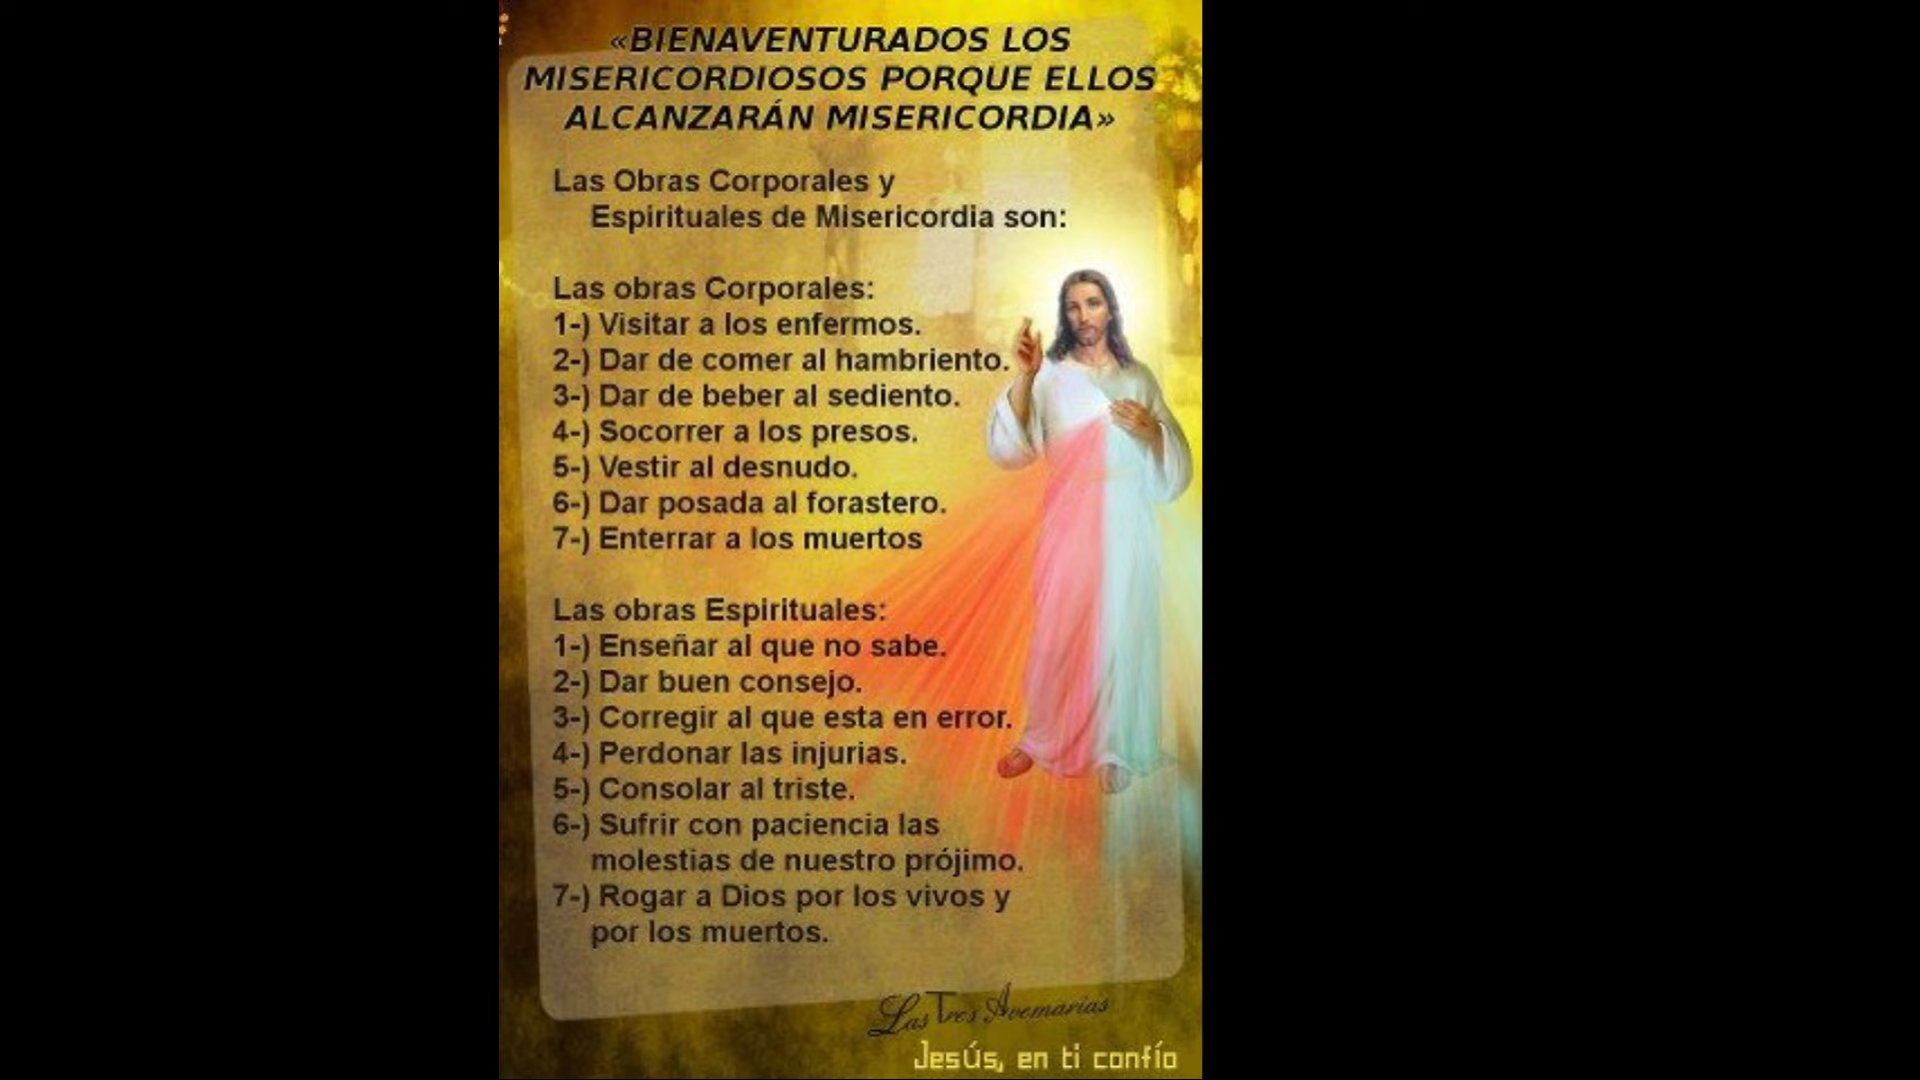 «BIENAVENTURADOS LOS
MISERICORDIOSOS PORQUE ELLOS
ALCANZARÁN MISERICORDIA»
Las Obras Corporales y
Espirituales de Misericordia son:
Las obras Corporales:
1-) Visitar a los enfermos.
2-) Dar de comer al hambriento.
3-) Dar de beber al sediento.
4-) Socorrer a los presos.
5-) Vestir al desnudo.
6-) Dar posada al forastero.
7-) Enterrar a los muertos
Las obras Espirituales:
1-) Enseñar al que no sabe.
2-) Dar buen consejo.
3-) Corregir al que esta en error.
4-) Perdonar las injurias.
5-) Consolar al triste.
6-) Sufrir con paciencia las
molestias de nuestro prójimo.
7-) Rogar a Dios por los vivos y
por los muertos.
Las Tres Avemarías
Jesús, en ti confío